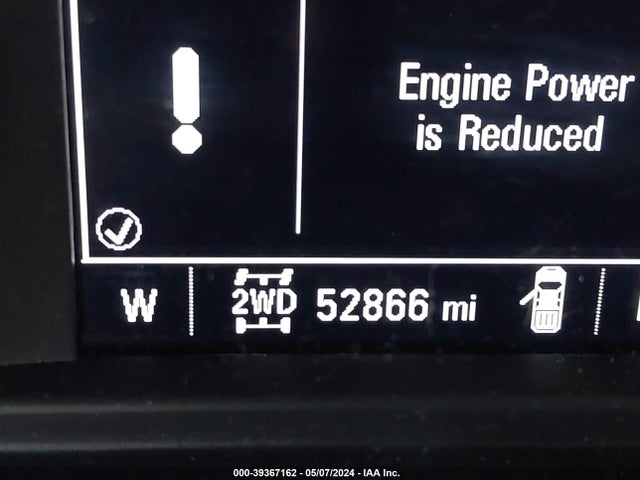 Engine Power
is Reduced
W 2WD 52866 mi
000-39367162 - 05/07/2024 - IAA Inc.